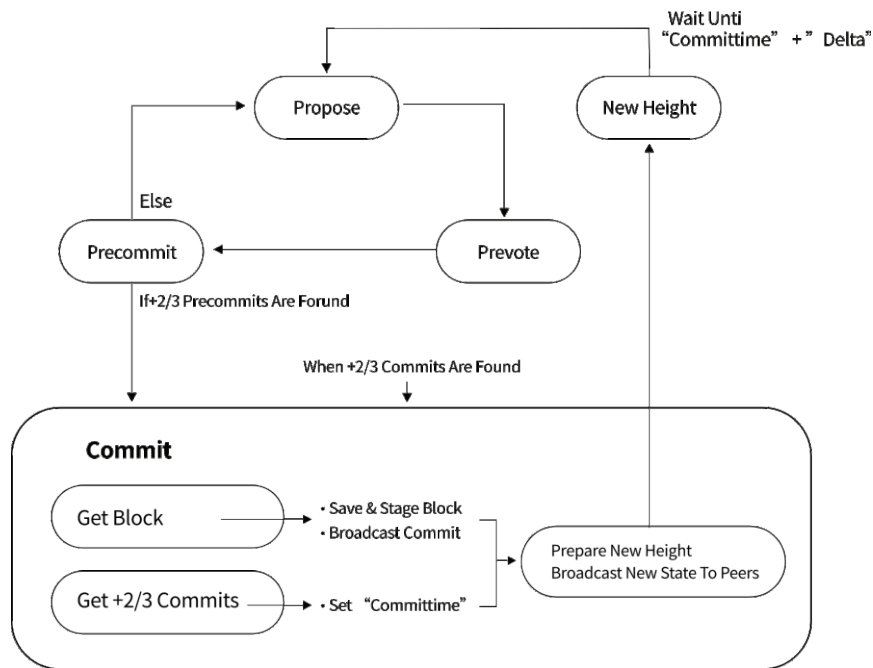 Wait Unti
“Committime” +” Delta”
Propose
New Height
Else
Precommit
Prevote
If+2/3 Precommits Are Forund
When +2/3 Commits Are Found
Commit
Get Block
· Save & Stage Block
· Broadcast Commit
Prepare New Height
Broadcast New State To Peers
Get +2/3 Commits
· Set “Committime”